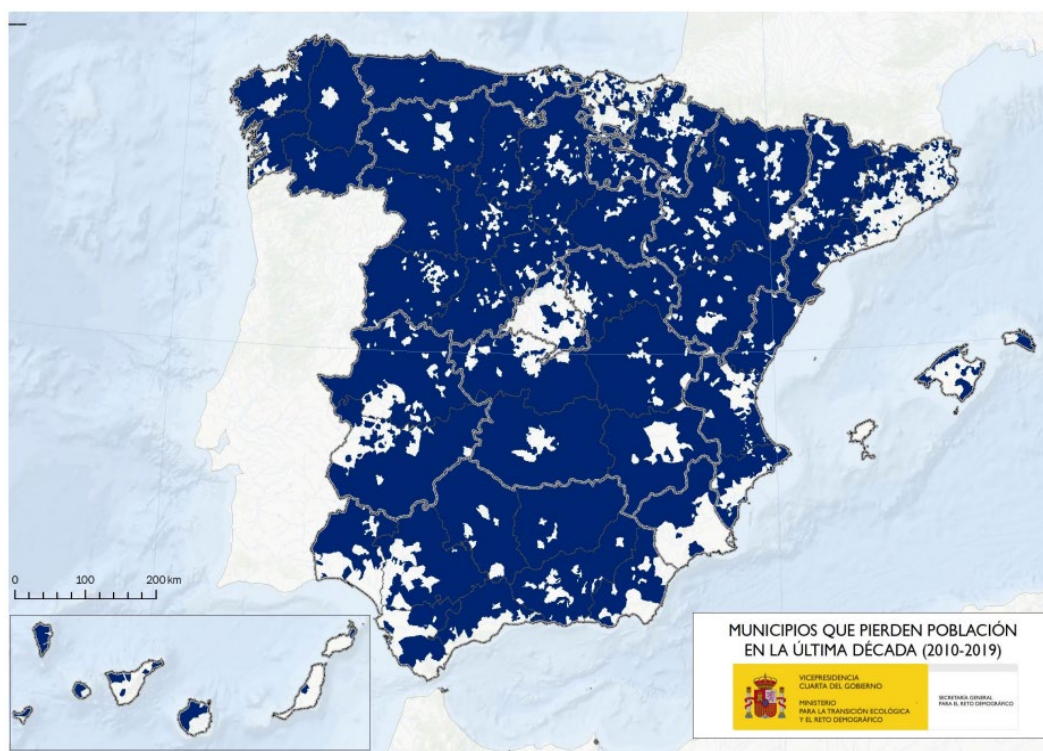 0 100 200 km
MUNICIPIOS QUE PIERDEN POBLACIÓN
EN LA ÚLTIMA DÉCADA (2010-2019)
VICEPRESIDENCIA
CUARTA DEL GOBIERNO
MINISTERIO
PARA LA TRANSICIÓN ECOLÓGICA
Y EL RETO DEMOGRÁFICO
SECRETARÍA GENERAL
PARA EL RETO DEMOGRÁFICO